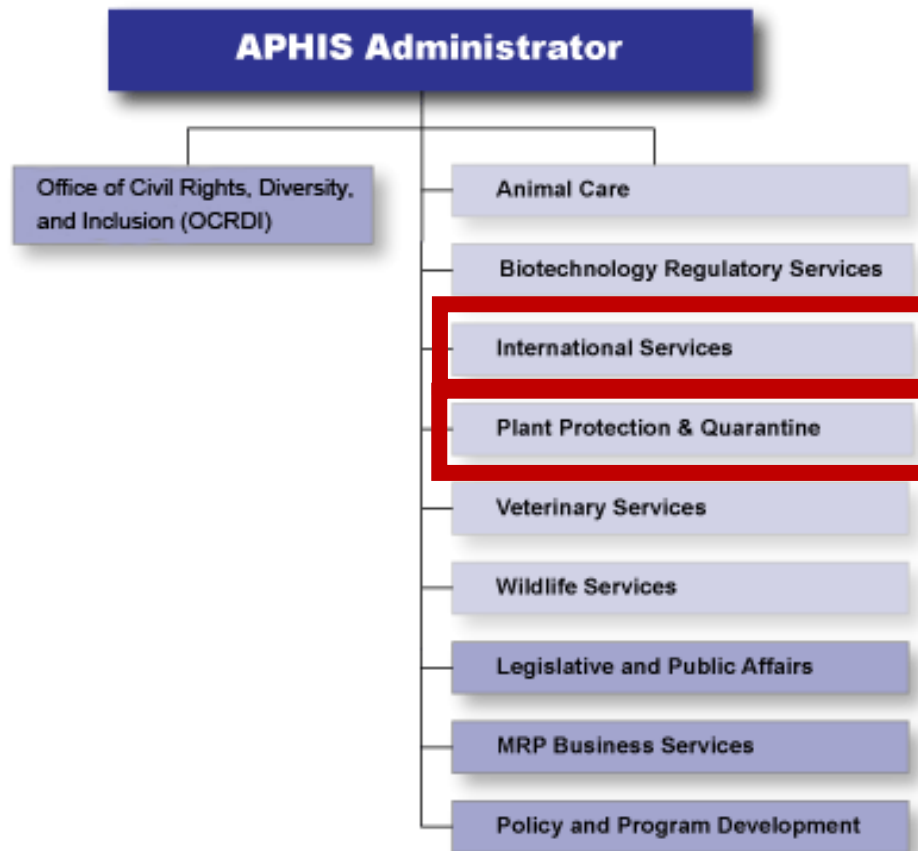 APHIS Administrator
Office of Civil Rights, Diversity,
and Inclusion (OCRDI)
Animal Care
Biotechnology Regulatory Services
International Services
Plant Protection & Quarantine
Veterinary Services
Wildlife Services
Legislative and Public Affairs
MRP Business Services
Policy and Program Development